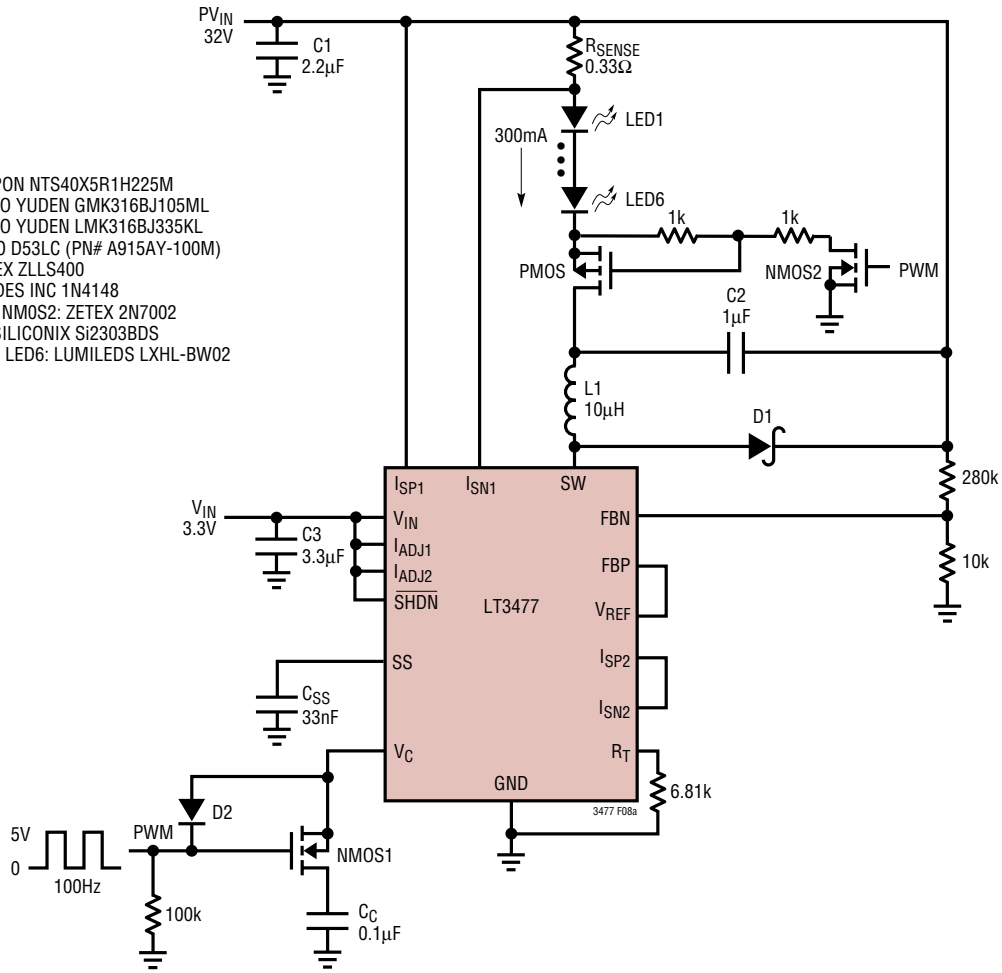 PVIN
32V
C1
2.2µF
RSENSE
0.33Ω
LED1
300mA
LED6
1k
1k
PMOS
NMOS2
PWM
C2
1µF
L1
10µH
D1
280k
10k
PON NTS40X5R1H225M
O YUDEN GMK316BJ105ML
O YUDEN LMK316BJ335KL
D53LC (PN# A915AY-100M)
EX ZLLS400
DES INC 1N4148
NMOS2: ZETEX 2N7002
SILICONIX Si2303BDS
LED6: LUMILEDS LXHL-BW02
ISP1
ISN1
SW
VIN
3.3V
C3
3.3µF
VIN
IADJ1
IADJ2
SHDN
LT3477
FBN
FBP
VREF
ISP2
ISN2
SS
CSS
33nF
VC
RT
GND
6.81k
3477 F08a
D2
5V
0
100Hz
PWM
NMOS1
100k
CC
0.1µF